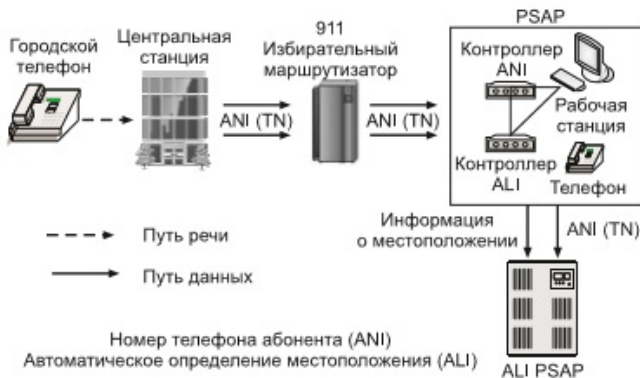 Городской
телефон
Центральная
станция
911
Избирательный
маршрутизатор
PSAP
Контроллер
ANI
Рабочая
станция
Контроллер
ALI
Телефон
ANI (TN)
ANI (TN)
Информация
о местоположении
ANI (TN)
Путь речи
Путь данных
Номер телефона абонента (ANI)
Автоматическое определение местоположения (ALI)
ALI PSAP